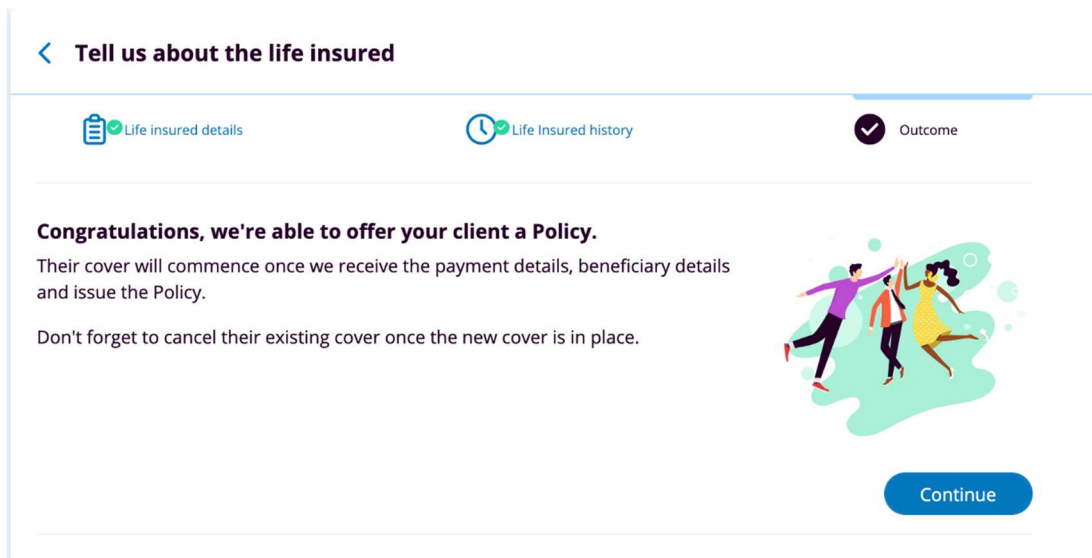 Tell us about the life insured
Life insured details
Life Insured history
Outcome
Congratulations, we're able to offer your client a Policy.
Their cover will commence once we receive the payment details, beneficiary details
and issue the Policy.
Don't forget to cancel their existing cover once the new cover is in place.
Continue